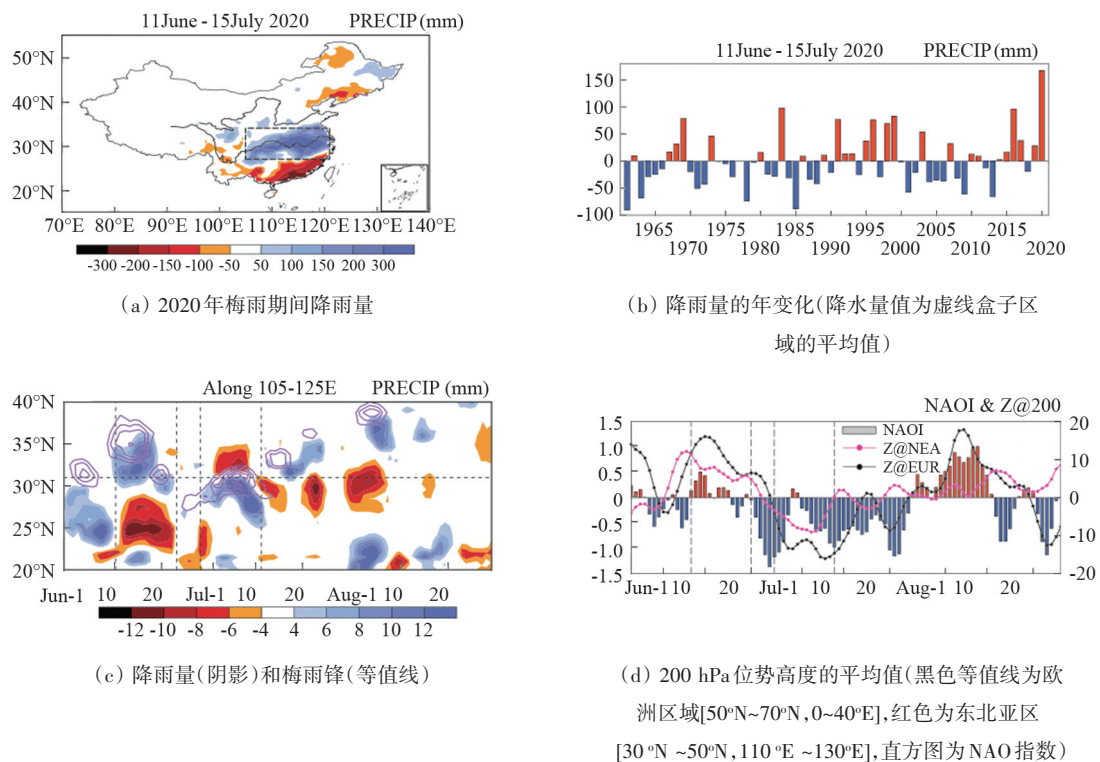 11June - 15July 2020 PRECIP (mm)
50°N
40°N
30°N
20°N
70°E 80°E 90°E 100°E 110°E 120°E 130°E 140°E
-300 -200 -150 -100 -50 50 100 150 200 300
(a) 2020年梅雨期间降雨量
11June - 15July 2020 PRECIP (mm)
150
100
50
0
-50
-100
1965 1975 1985 1995 2005 2015
1970 1980 1990 2000 2010 2020
(b) 降雨量的年变化(降水量值为虚线盒子区
域的平均值)
Along 105-125E PRECIP (mm)
40°N
35°N
30°N
25°N
20°N
Jun-1 10 20 Jul-1 10 20 Aug-1 10 20
-12 -10 -8 -6 -4 4 6 8 10 12
(c) 降雨量(阴影)和梅雨锋(等值线)
NAOI & Z@200
NAOI
Z@NEA
Z@EUR
1.5
1.0
0.5
0
-0.5
-1.0
-1.5
20
10
0
-10
-20
Jun-1 10 20 Jul-1 10 20 Aug-1 10 20
(d) 200 hPa位势高度的平均值(黑色等值线为欧
洲区域[50°N~70°N,0~40°E],红色为东北亚区
[30 °N ~50°N,110 °E ~130°E],直方图为NAO指数)